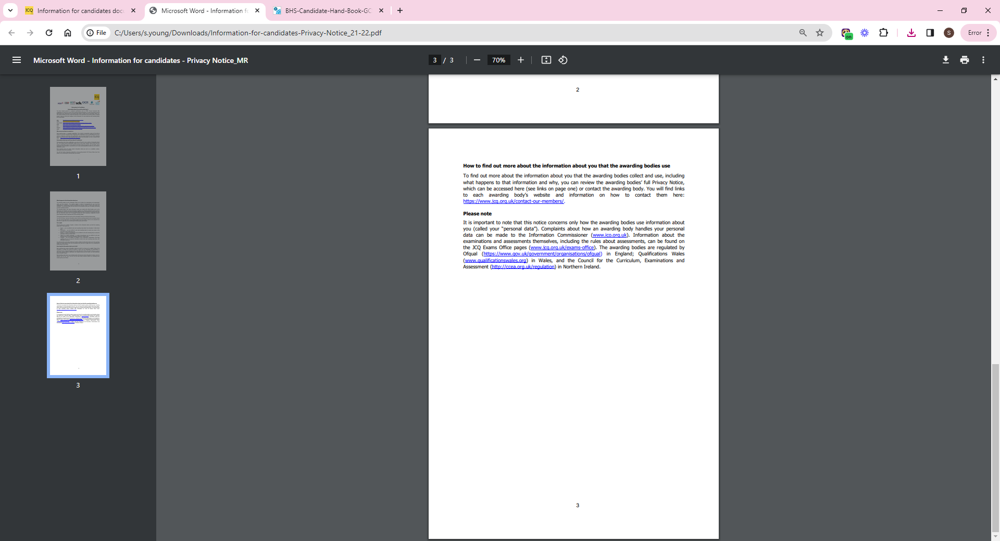 JCQ
Information for candidates docu
Microsoft Word - Information fo
BHS-Candidate-Hand-Book-GC
File
C:/Users/s.young/Downloads/Information-for-candidates-Privacy-Notice_21-22.pdf
on
S
Error
Microsoft Word - Information for candidates - Privacy Notice_MR
3 / 3
70%
1
2
3
2
How to find out more about the information about you that the awarding bodies use
To find out more about the information about you that the awarding bodies collect and use, including
what happens to that information and why, you can review the awarding bodies’ full Privacy Notice,
which can be accessed here (see links on page one) or contact the awarding body. You will find links
to each awarding body’s website and information on how to contact them here:
https://www.jcq.org.uk/contact-our-members/.
Please note
It is important to note that this notice concerns only how the awarding bodies use information about
you (called your “personal data”). Complaints about how an awarding body handles your personal
data can be made to the Information Commissioner (www.ico.org.uk). Information about the
examinations and assessments themselves, including the rules about assessments, can be found on
the JCQ Exams Office pages (www.jcq.org.uk/exams-office). The awarding bodies are regulated by
Ofqual (https://www.gov.uk/government/organisations/ofqual) in England; Qualifications Wales
(www.qualificationswales.org) in Wales, and the Council for the Curriculum, Examinations and
Assessment (http://ccea.org.uk/regulation) in Northern Ireland.
3